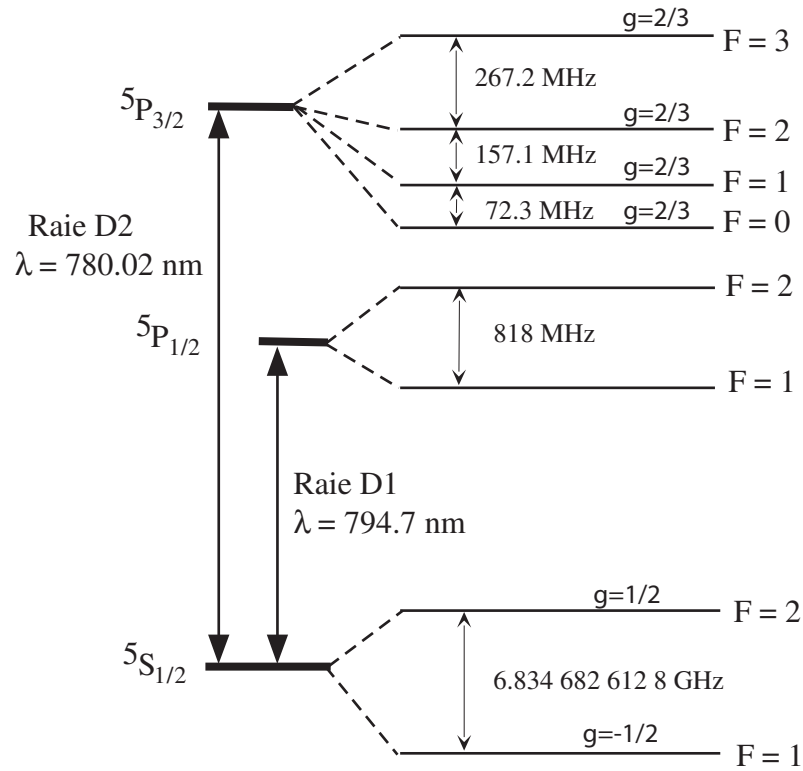 g=2/3
F = 3
267.2 MHz
⁵P₃/₂
g=2/3
F = 2
157.1 MHz
g=2/3
F = 1
72.3 MHz
g=2/3
F = 0
Raie D2
λ = 780.02 nm
F = 2
⁵P₁/₂
818 MHz
F = 1
Raie D1
λ = 794.7 nm
g=1/2
F = 2
⁵S₁/₂
6.834 682 612 8 GHz
g=-1/2
F = 1